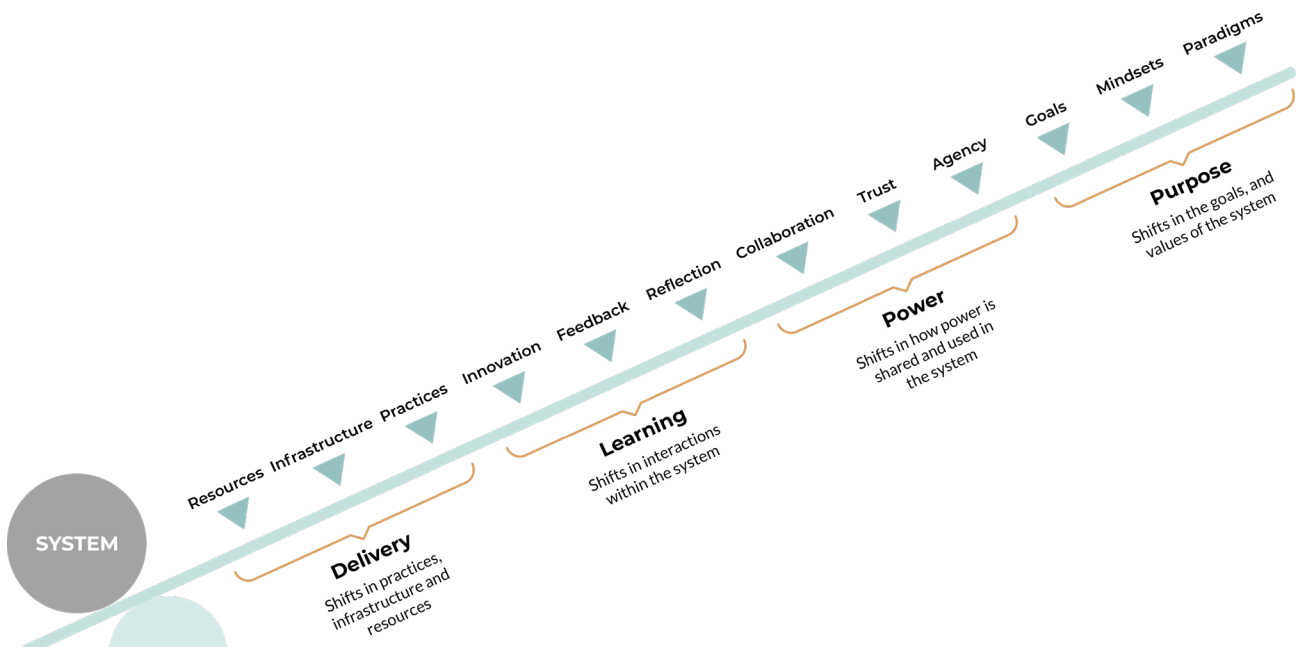 SYSTEM
Resources
Infrastructure
Practices
Innovation
Feedback
Reflection
Collaboration
Trust
Agency
Goals
Mindsets
Paradigms
Delivery
Shifts in practices,
infrastructure and
resources
Learning
Shifts in interactions
within the system
Power
Shifts in how power is
shared and used in
the system
Purpose
Shifts in the goals, and
values of the system